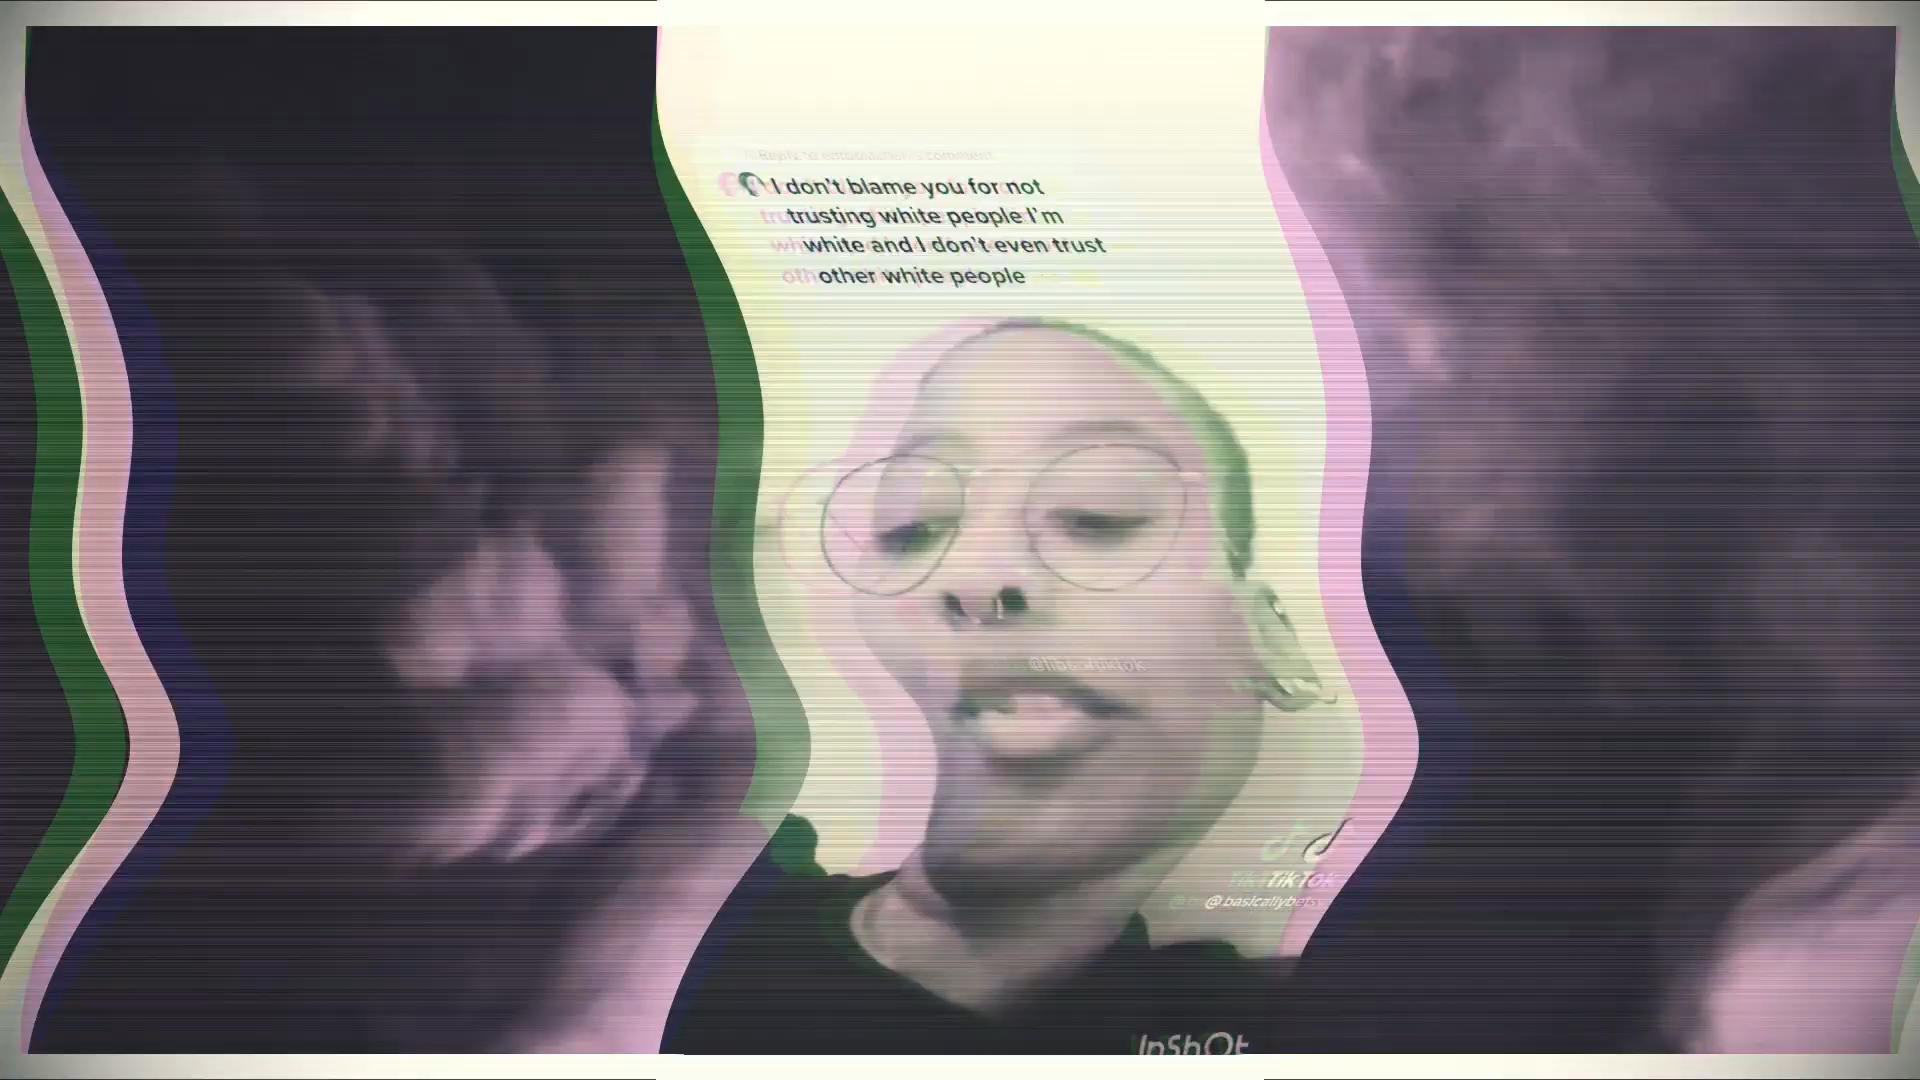 I don't blame you for not
trusting white people I'm
white and I don't even trust
other white people
@libsoftiktok
TikTok
@basicallybetsy
InShOt